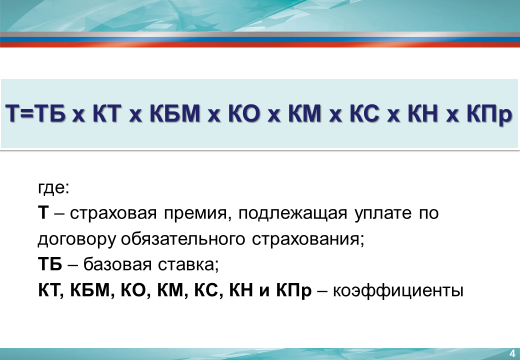 Т=ТБ х КТ х КБМ х КО х КМ х КС х КН х КПр
где:
Т – страховая премия, подлежащая уплате по
договору обязательного страхования;
ТБ – базовая ставка;
КТ, КБМ, КО, КМ, КС, КН и КПр – коэффициенты
4